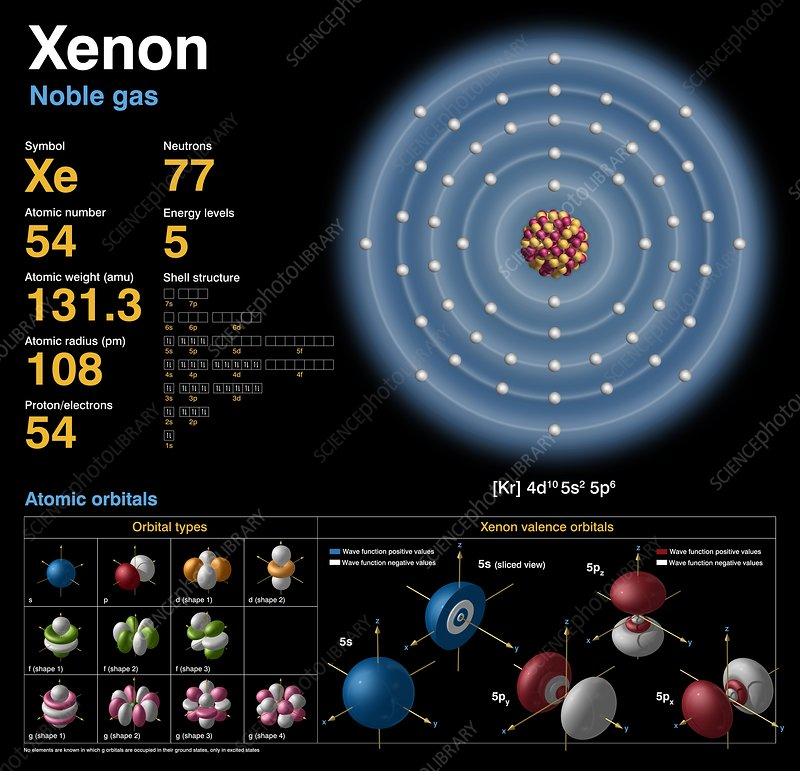 Xenon
Noble gas
Symbol
Xe
Neutrons
77
Atomic number
54
Energy levels
5
Atomic weight (amu)
131.3
Shell structure
7s 7p
6s 6p 6d
5s 5p 5d 5f
4s 4p 4d 4f
3s 3p 3d
2s 2p
1s
Atomic radius (pm)
108
Proton/electrons
54
[Kr] 4d¹⁰ 5s² 5p⁶
Atomic orbitals
Orbital types
s
p
d (shape 1)
d (shape 2)
f (shape 1)
f (shape 2)
f (shape 3)
g (shape 1)
g (shape 2)
g (shape 3)
g (shape 4)
Xenon valence orbitals
Wave function positive values
Wave function negative values
5s (sliced view)
z
x
y
5s
z
x
y
5pz
z
x
y
Wave function positive values
Wave function negative values
5py
z
x
y
5px
z
x
y
No elements are known in which g orbitals are occupied in their ground states, only in excited states
SCIENCEphotoLIBRARY